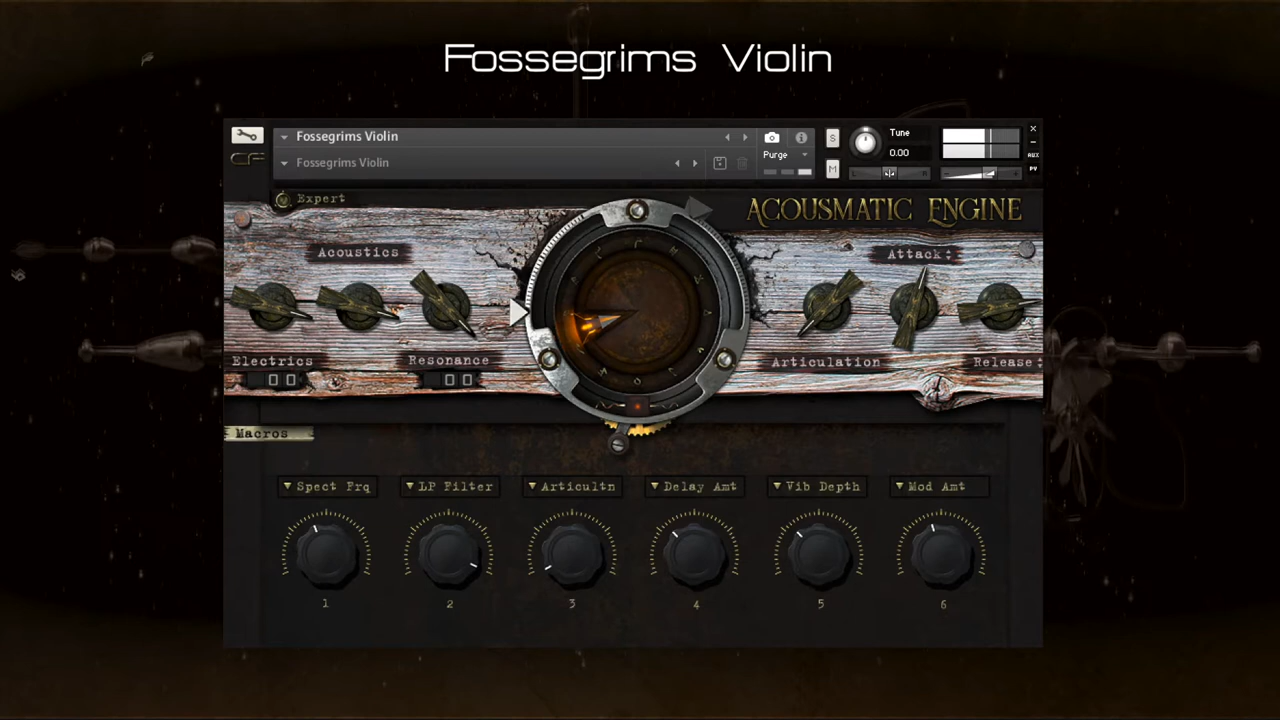 Fossegrims Violin
Fossegrims Violin
Fossegrims Violin
Purge
S
M
Tune
0.00
AUX
PV
L R
Expert
ACOUSMATIC ENGINE
Acoustics
Attack
Electrics
Resonance
Articulation
Release
00
00
Macros
Spect Frq
LP Filter
Articultn
Delay Amt
Vib Depth
Mod Amt
1
2
3
4
5
6